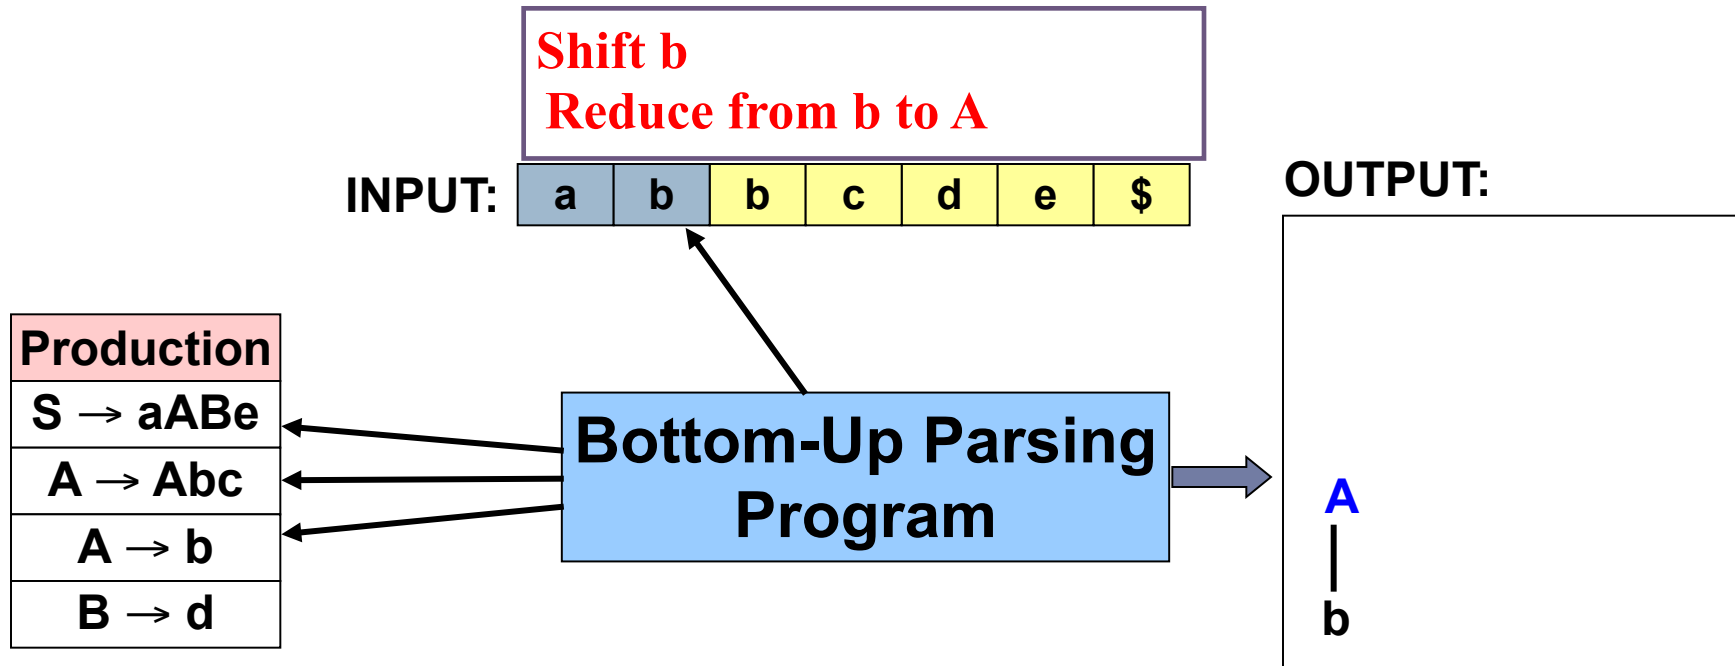 Shift b
Reduce from b to A
INPUT: a b b c d e $
OUTPUT:
Production
S → aABe
A → Abc
A → b
B → d
Bottom-Up Parsing
Program
A
b